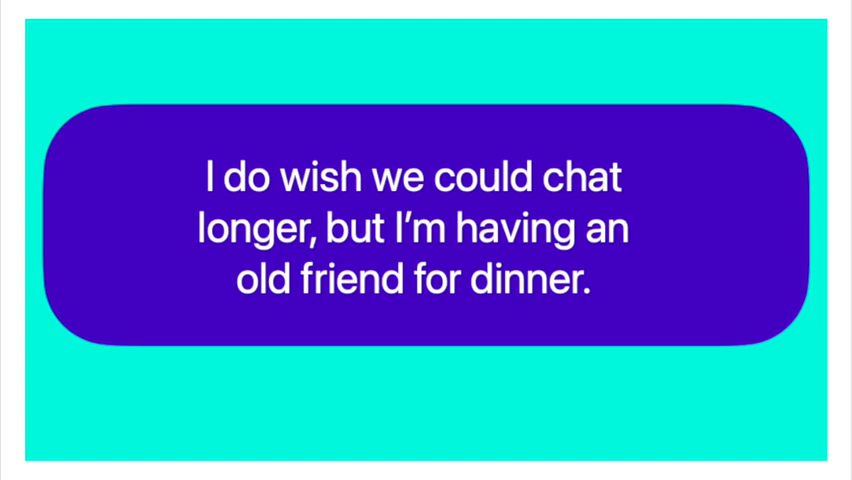 I do wish we could chat
longer, but I’m having an
old friend for dinner.